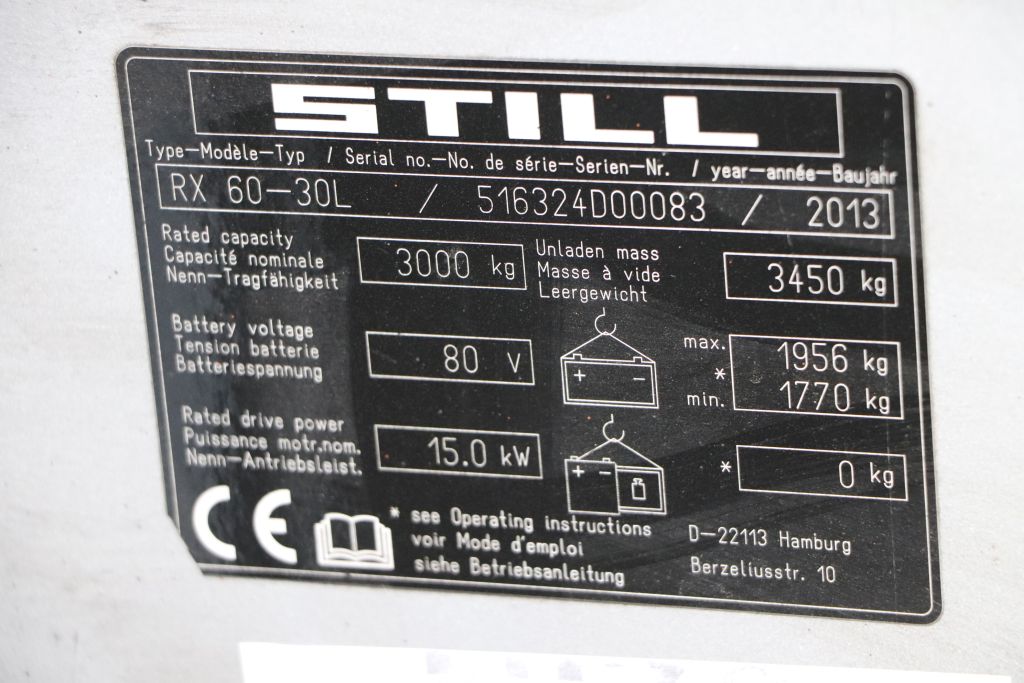 STILL
Type-Modèle-Typ / Serial no.-No. de série-Serien-Nr. / year-année-Baujahr
RX 60-30L / 516324D00083 / 2013
Rated capacity
Capacité nominale
Nenn-Tragfähigkeit
3000 kg
Unladen mass
Masse à vide
Leergewicht
3450 kg
Battery voltage
Tension batterie
Batteriespannung
80 V
+ -
max.
*
min.
1956 kg
1770 kg
Rated drive power
Puissance motr.nom.
Nenn-Antriebsleist.
15.0 kW
+ -
* 0 kg
CE
* see Operating instructions
voir Mode d'emploi
siehe Betriebsanleitung
D-22113 Hamburg
Berzeliusstr. 10